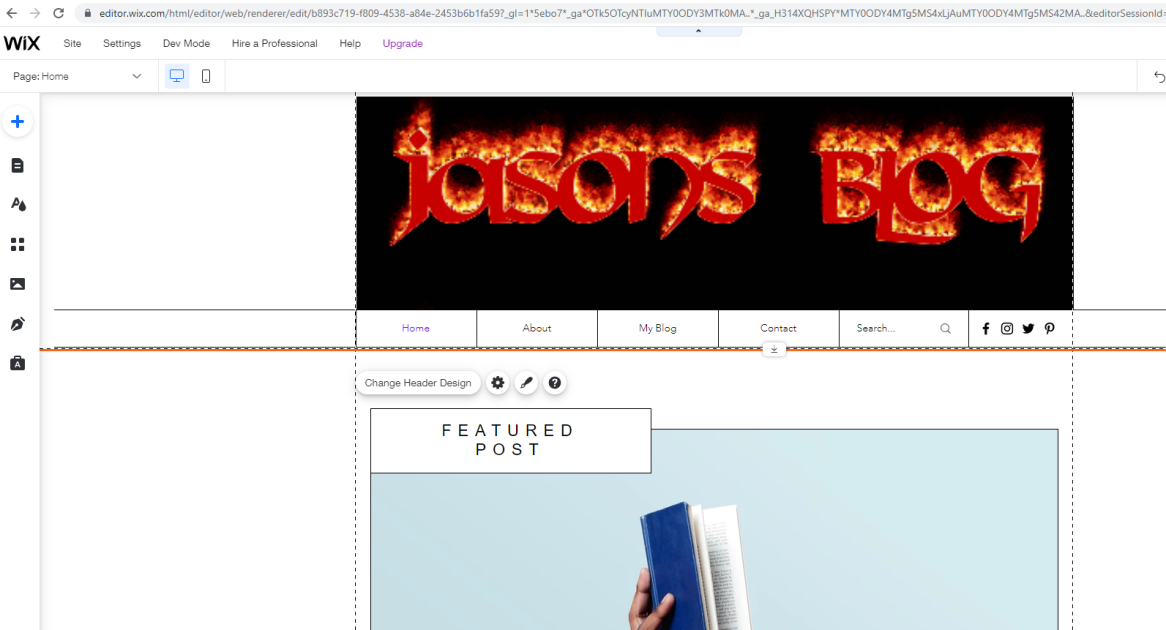 editor.wix.com/html/editor/web/renderer/edit/b893c719-f809-4538-a84e-2453b6b1fa59?_gl=1*5ebo7*_ga*OTk5OTcyNTIuMTY0ODY3MTk0MA..*_ga_H314XQHSPY*MTY0ODY4MTg5MS4xLjAuMTY0ODY4MTg5MS42MA..&editorSessionId=
WiX Site Settings Dev Mode Hire a Professional Help Upgrade
Page: Home
jasons BLOG
Home About My Blog Contact Search...
Change Header Design
FEATURED
POST